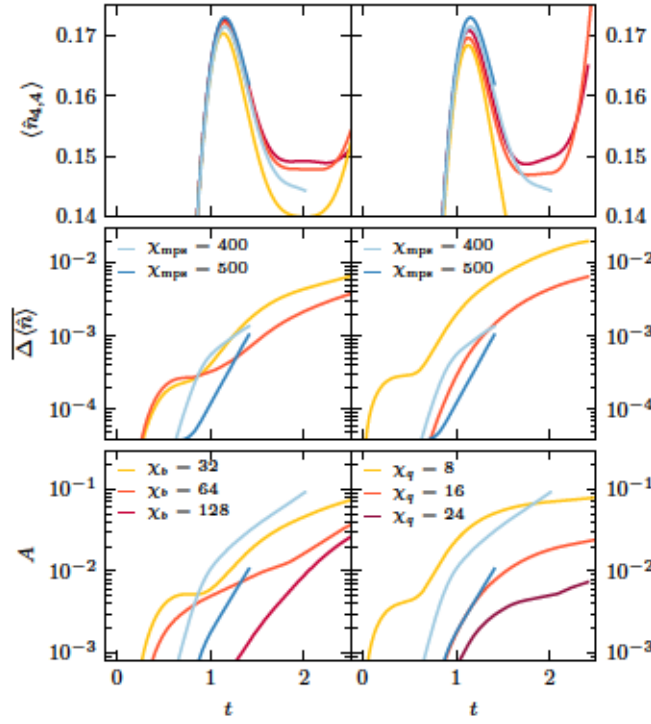 0.17
0.16
0.15
0.14
⟨n̂₄,₄⟩
0.17
0.16
0.15
0.14
χmps = 400
χmps = 500
χmps = 400
χmps = 500
10⁻²
10⁻³
10⁻⁴
Δ⟨n̂⟩
10⁻²
10⁻³
10⁻⁴
χb = 32
χb = 64
χb = 128
χq = 8
χq = 16
χq = 24
10⁻¹
10⁻²
10⁻³
A
10⁻¹
10⁻²
10⁻³
0 1 2
0 1 2
t
t